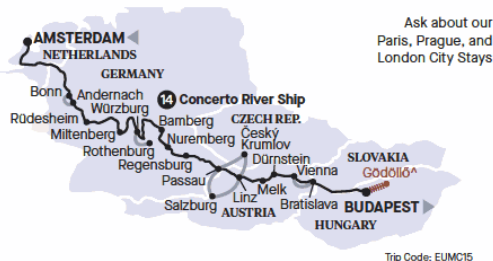 Ask about our
Paris, Prague, and
London City Stays
AMSTERDAM
NETHERLANDS
GERMANY
Bonn
Andernach
Würzburg
14 Concerto River Ship
Rüdesheim
Miltenberg
Bamberg
CZECH REP.
Český
Krumlov
Rothenburg
Nuremberg
Regensburg
Dürnstein
SLOVAKIA
Passau
Vienna
Gödöllő^
Linz
Melk
Salzburg
AUSTRIA
Bratislava
BUDAPEST
HUNGARY
Trip Code: EUMC15